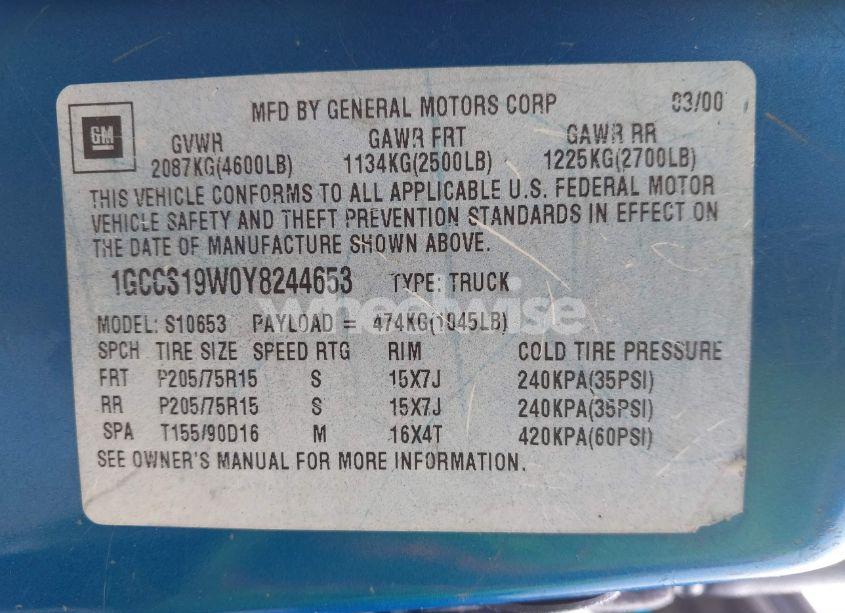 MFD BY GENERAL MOTORS CORP 03/00
GM
GVWR GAWR FRT GAWR RR
2087KG(4600LB) 1134KG(2500LB) 1225KG(2700LB)
THIS VEHICLE CONFORMS TO ALL APPLICABLE U.S. FEDERAL MOTOR
VEHICLE SAFETY AND THEFT PREVENTION STANDARDS IN EFFECT ON
THE DATE OF MANUFACTURE SHOWN ABOVE.
1GCCS19W0Y8244653 TYPE: TRUCK
wheelwise
MODEL: S10653 PAYLOAD = 474KG(1045LB)
SPCH TIRE SIZE SPEED RTG RIM COLD TIRE PRESSURE
FRT P205/75R15 S 15X7J 240KPA(35PSI)
RR P205/75R15 S 15X7J 240KPA(35PSI)
SPA T155/90D16 M 16X4T 420KPA(60PSI)
SEE OWNER'S MANUAL FOR MORE INFORMATION.